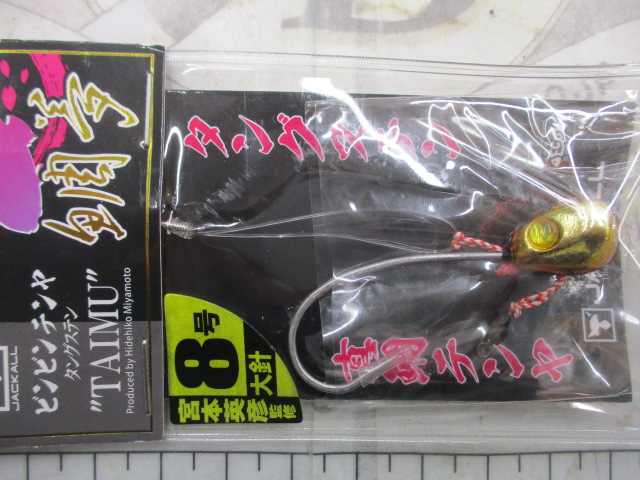 ビンビンテンヤ
タングステン
"TAIMU"
Produced by Hidehiko Miyamoto
JACKALL
8号
大針
宮本英彦監修
タングステン
真鯛テンヤ